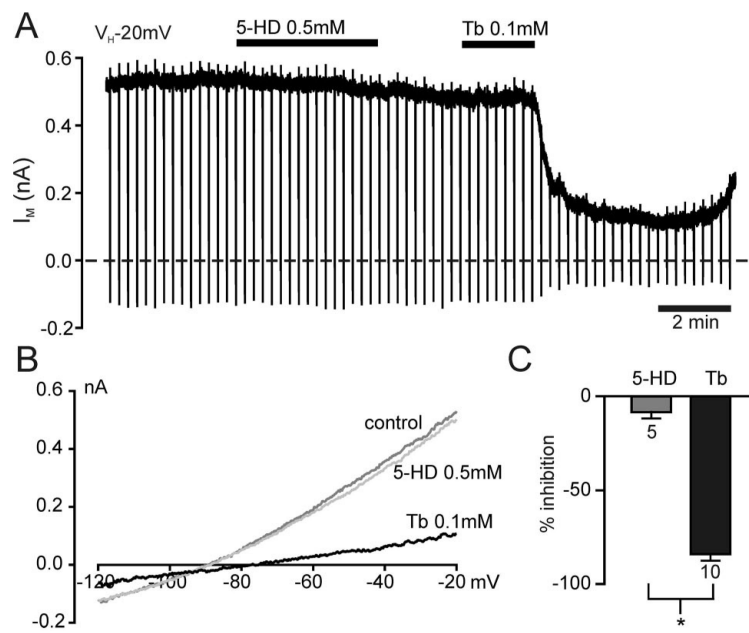 A
V_H-20mV
5-HD 0.5mM
Tb 0.1mM
I_M (nA)
0.6
0.4
0.2
0.0
-0.2
2 min
B
nA
0.6
0.4
0.2
0.0
-0.2
control
5-HD 0.5mM
Tb 0.1mM
-120
-100
-80
-60
-40
-20 mV
C
5-HD
Tb
% inhibition
0
-50
-100
5
10
*